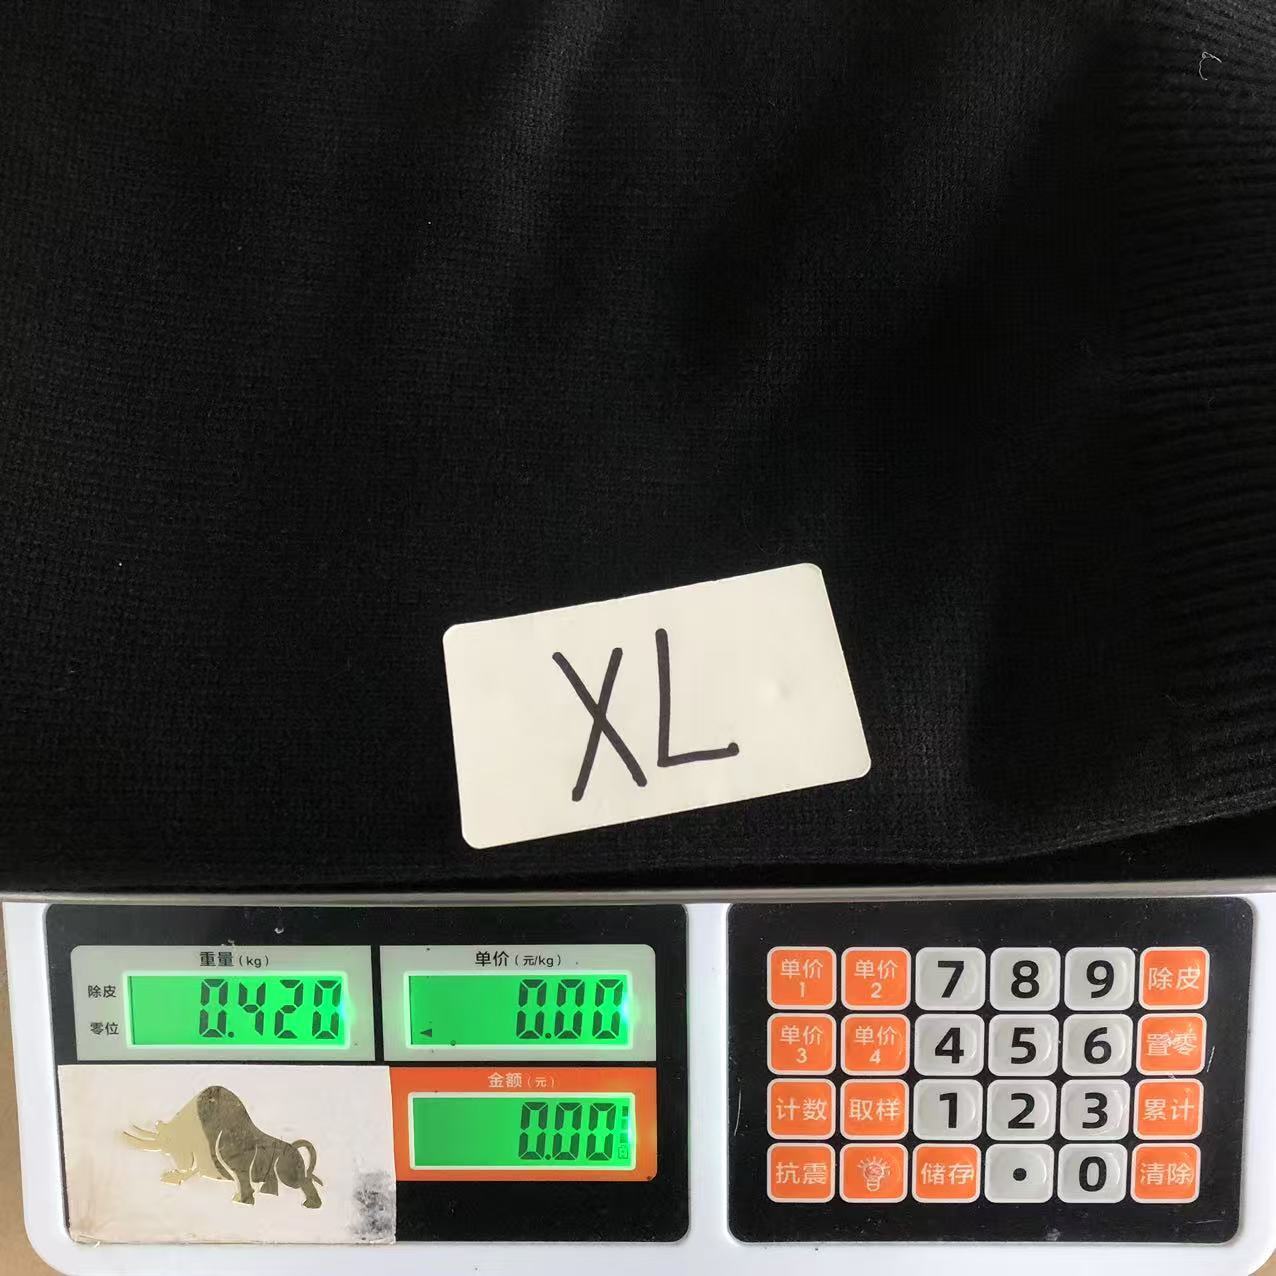 XL
重量(kg)
除皮
零位
0.420
单价(元/kg)
0.00
金额(元)
0.00
单价1 单价2 7 8 9 除皮
单价3 单价4 4 5 6 置零
计数 取样 1 2 3 累计
抗震 储存 · 0 清除